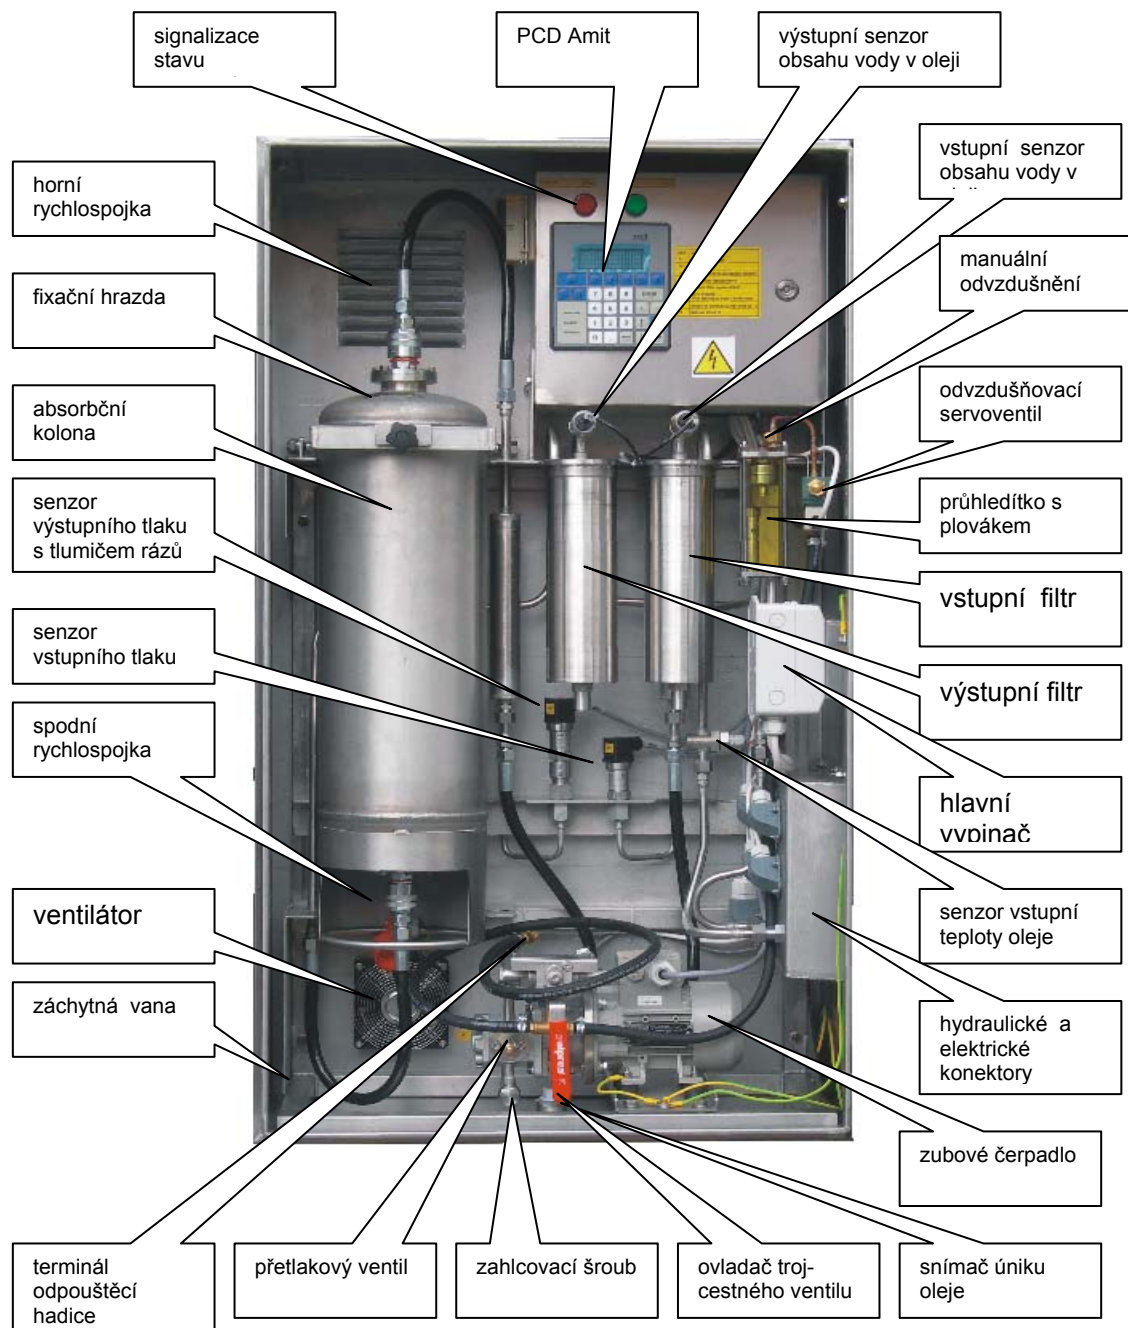 signalizace
stavu
PCD Amit
výstupní senzor
obsahu vody v oleji
vstupní senzor
obsahu vody v
horní
rychlospojka
manuální
odvzdušnění
fixační hrazda
odvzdušňovací
servoventil
absorbční
kolona
senzor
výstupního tlaku
s tlumičem rázů
průhledítko s
plovákem
vstupní filtr
senzor
vstupního tlaku
výstupní filtr
spodní
rychlospojka
hlavní
vypinač
ventilátor
senzor vstupní
teploty oleje
záchytná vana
hydraulické a
elektrické
konektory
zubové čerpadlo
terminál
odpouštěcí
hadice
přetlakový ventil
zahlcovací šroub
ovladač troj-
cestného ventilu
snímač úniku
oleje